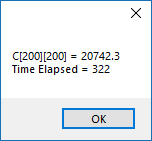 C[200][200] = 20742.3
Time Elapsed = 322
OK